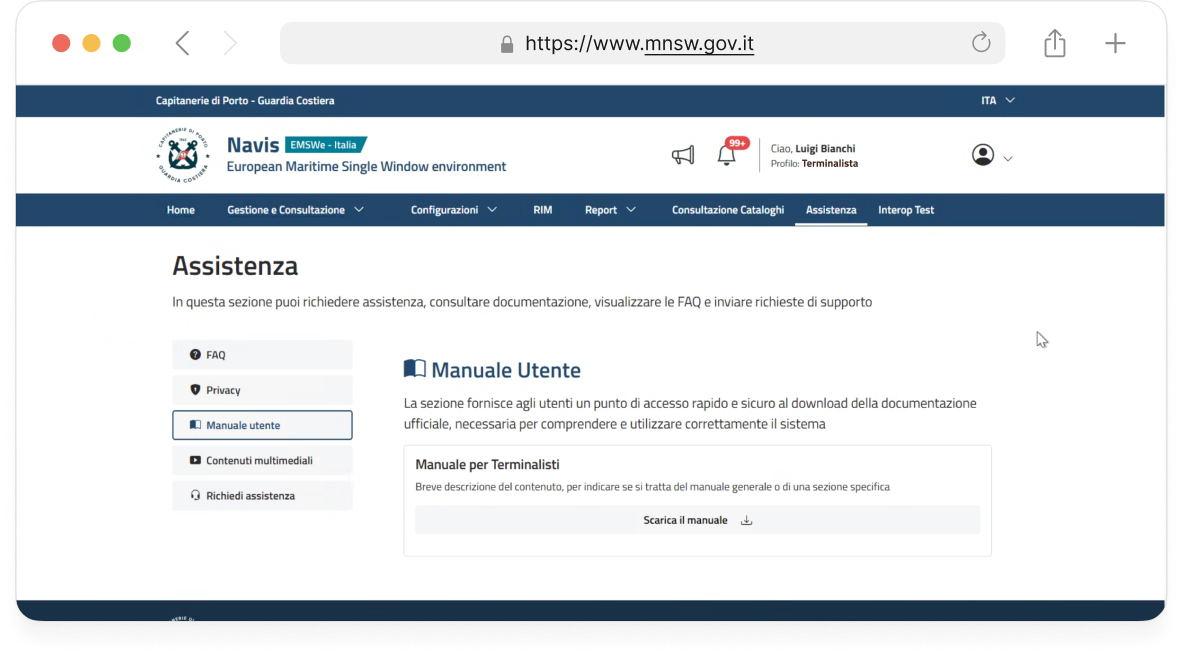 https://www.mnsw.gov.it
Capitanerie di Porto - Guardia Costiera
ITA
CAPITANERIE DI PORTO
GUARDIA COSTIERA
Navis EMSWe - Italia
European Maritime Single Window environment
99+
Ciao, Luigi Bianchi
Profilo: Terminalista
Home Gestione e Consultazione Configurazioni RIM Report Consultazione Cataloghi Assistenza Interop Test
Assistenza
In questa sezione puoi richiedere assistenza, consultare documentazione, visualizzare le FAQ e inviare richieste di supporto
FAQ
Privacy
Manuale utente
Contenuti multimediali
Richiedi assistenza
Manuale Utente
La sezione fornisce agli utenti un punto di accesso rapido e sicuro al download della documentazione
ufficiale, necessaria per comprendere e utilizzare correttamente il sistema
Manuale per Terminalisti
Breve descrizione del contenuto, per indicare se si tratta del manuale generale o di una sezione specifica
Scarica il manuale